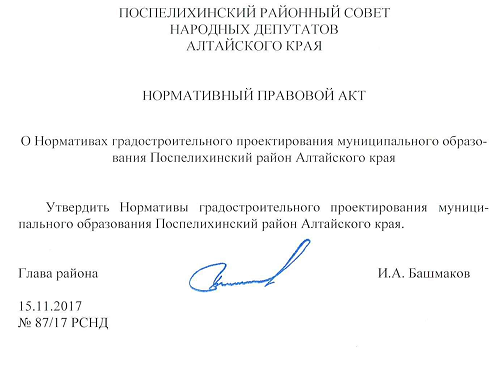 ПОСПЕЛИХИНСКИЙ РАЙОННЫЙ СОВЕТ
НАРОДНЫХ ДЕПУТАТОВ
АЛТАЙСКОГО КРАЯ
НОРМАТИВНЫЙ ПРАВОВОЙ АКТ
О Нормативах градостроительного проектирования муниципального образо-
вания Поспелихинский район Алтайского края
Утвердить Нормативы градостроительного проектирования муници-
пального образования Поспелихинский район Алтайского края.
Глава района И.А. Башмаков
15.11.2017
№ 87/17 РСНД